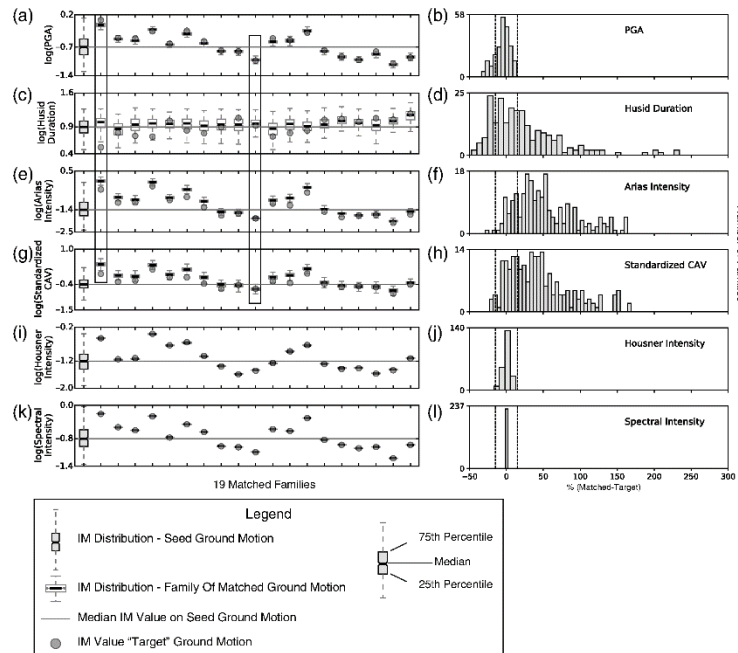 (a)
log(PGA)
-0.7
-1.4
(b)
58
0
PGA
(c)
log(Husid
Duration)
1.6
0.9
0.4
(d)
25
0
Husid Duration
(e)
log(Arias
Intensity)
0.5
-1.4
-2.5
(f)
18
0
Arias Intensity
(g)
log(Standardized
CAV)
1.0
-0.4
-1.5
(h)
14
0
Standardized CAV
(i)
log(Housner
Intensity)
-0.2
-1.2
-2.0
(j)
140
0
Housner Intensity
(k)
log(Spectral
Intensity)
0.0
-0.8
-1.4
(l)
237
0
Spectral Intensity
-50 0 50 100 150 200 250 300
% (Matched-Target)
19 Matched Families
Legend
IM Distribution - Seed Ground Motion
IM Distribution - Family Of Matched Ground Motion
Median IM Value on Seed Ground Motion
IM Value "Target" Ground Motion
75th Percentile
Median
25th Percentile